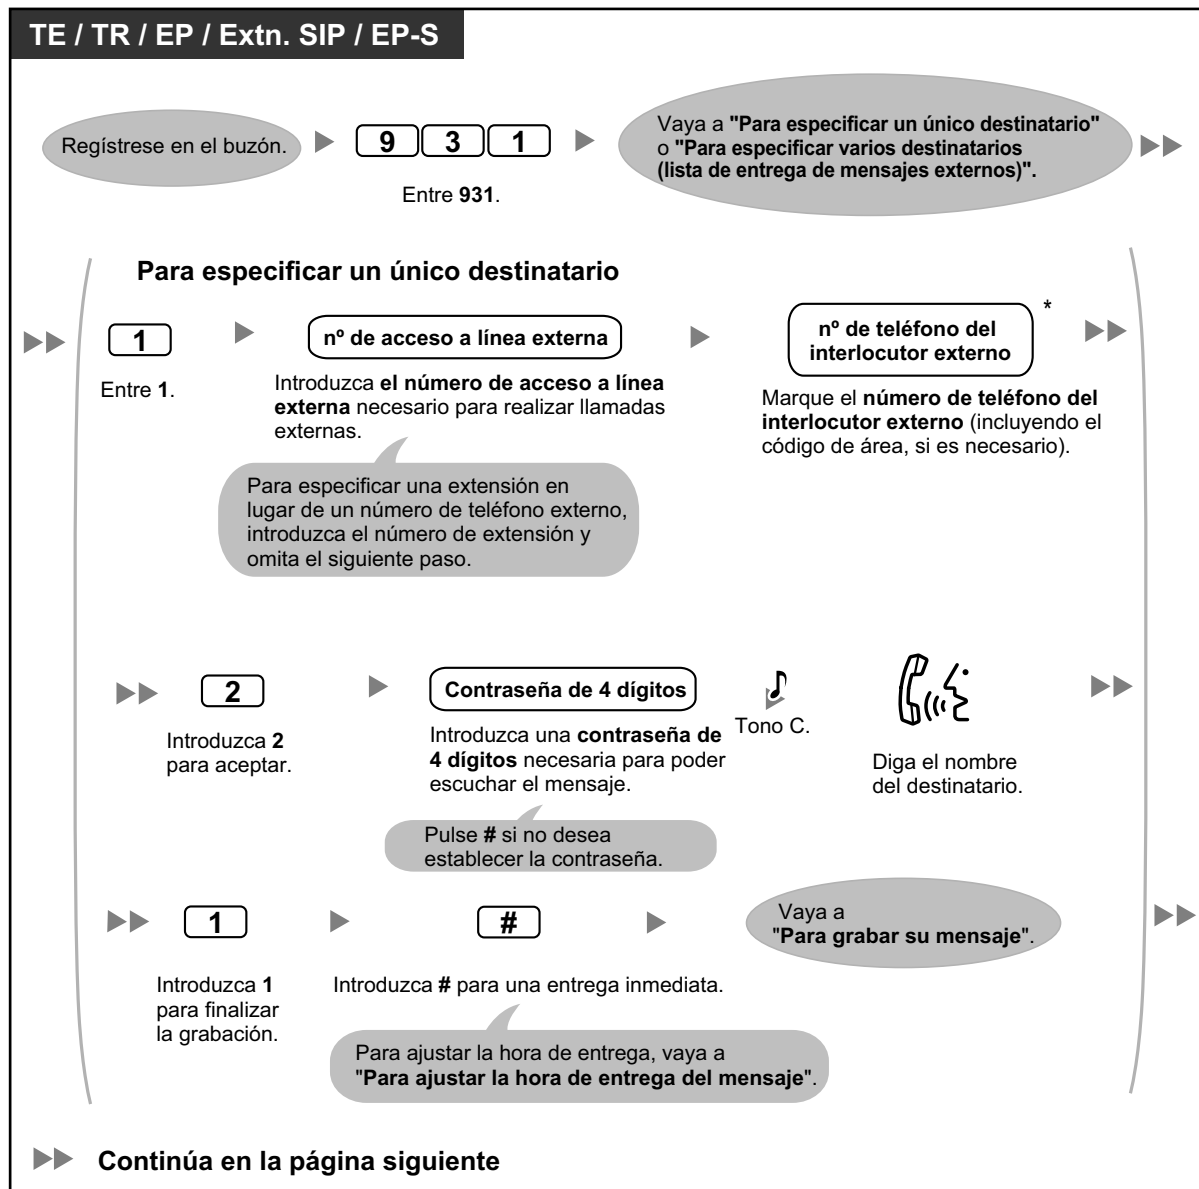 TE / TR / EP / Extn. SIP / EP-S
Regístrese en el buzón.
9 3 1
Entre 931.
Vaya a "Para especificar un único destinatario"
o "Para especificar varios destinatarios
(lista de entrega de mensajes externos)".
Para especificar un único destinatario
1
Entre 1.
nº de acceso a línea externa
Introduzca el número de acceso a línea
externa necesario para realizar llamadas
externas.
Para especificar una extensión en
lugar de un número de teléfono externo,
introduzca el número de extensión y
omita el siguiente paso.
nº de teléfono del
interlocutor externo
*
Marque el número de teléfono del
interlocutor externo (incluyendo el
código de área, si es necesario).
2
Introduzca 2
para aceptar.
Contraseña de 4 dígitos
Introduzca una contraseña de
4 dígitos necesaria para poder
escuchar el mensaje.
Pulse # si no desea
establecer la contraseña.
Tono C.
Diga el nombre
del destinatario.
1
Introduzca 1
para finalizar
la grabación.
#
Introduzca # para una entrega inmediata.
Para ajustar la hora de entrega, vaya a
"Para ajustar la hora de entrega del mensaje".
Vaya a
"Para grabar su mensaje".
Continúa en la página siguiente